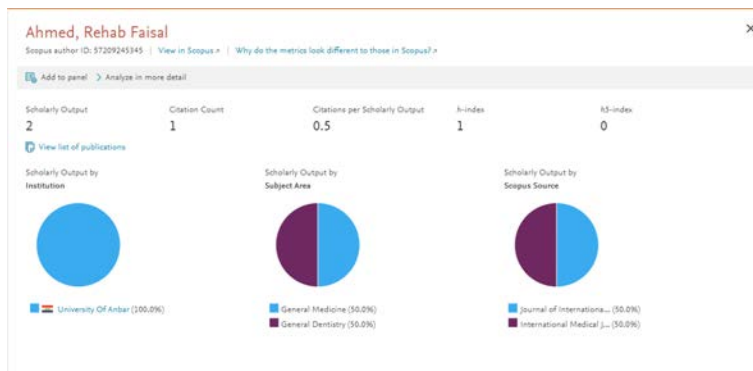 Ahmed, Rehab Faisal
Scopus author ID: 57209245345 | View in Scopus | Why do the metrics look different to those in Scopus?
Add to panel Analyze in more detail
Scholarly Output Citation Count Citations per Scholarly Output h-index h5-index
2 1 0.5 1 0
View list of publications
Scholarly Output by Scholarly Output by Scholarly Output by
Institution Subject Area Scopus Source
University Of Anbar (100.0%) General Medicine (50.0%) Journal of Internationa... (50.0%)
General Dentistry (50.0%) International Medical J... (50.0%)